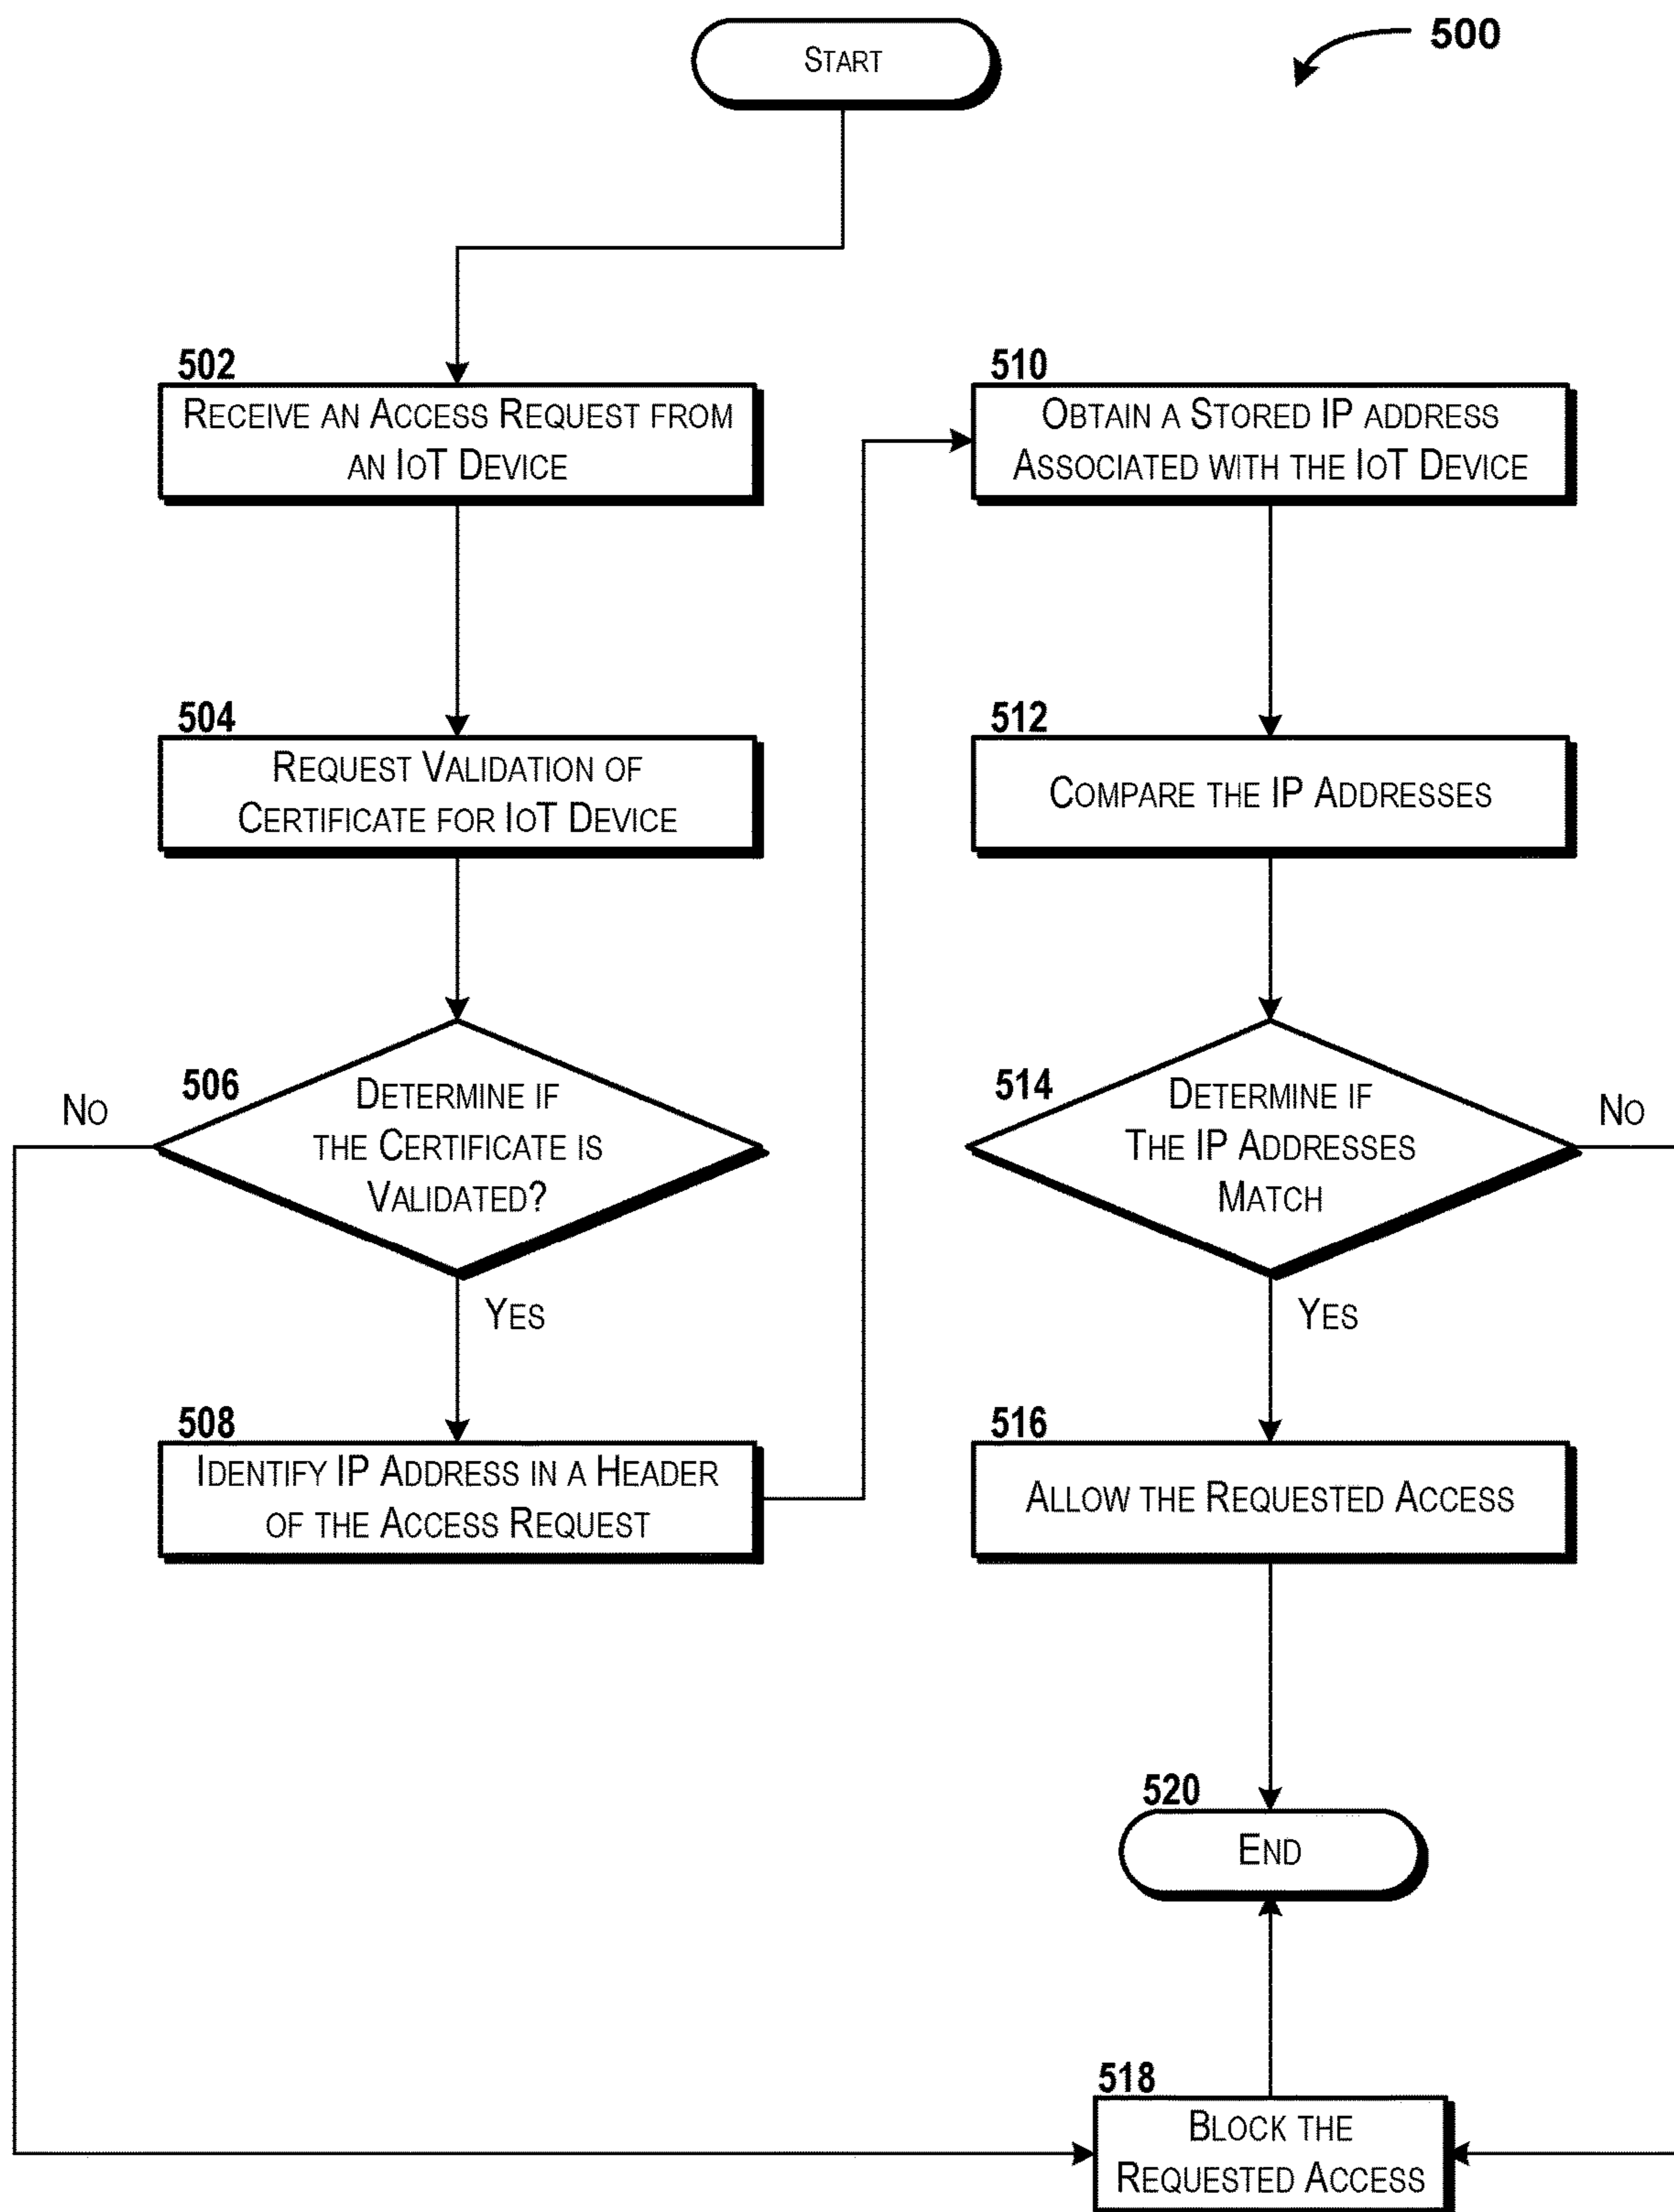 START
500
502
RECEIVE AN ACCESS REQUEST FROM
AN IOT DEVICE
504
REQUEST VALIDATION OF
CERTIFICATE FOR IOT DEVICE
506
DETERMINE IF
THE CERTIFICATE IS
VALIDATED?
NO
YES
508
IDENTIFY IP ADDRESS IN A HEADER
OF THE ACCESS REQUEST
510
OBTAIN A STORED IP ADDRESS
ASSOCIATED WITH THE IOT DEVICE
512
COMPARE THE IP ADDRESSES
514
DETERMINE IF
THE IP ADDRESSES
MATCH
NO
YES
516
ALLOW THE REQUESTED ACCESS
520
END
518
BLOCK THE
REQUESTED ACCESS